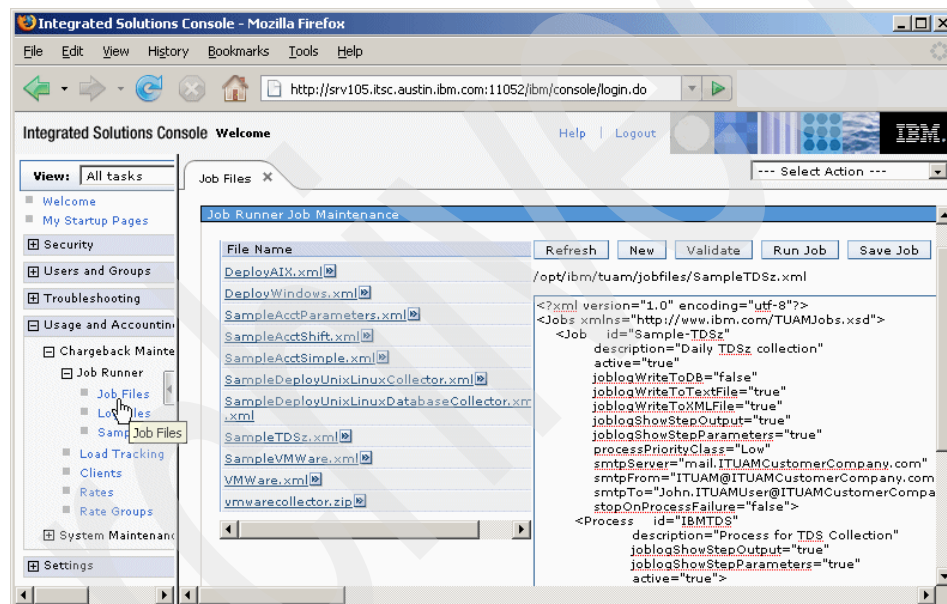 Integrated Solutions Console - Mozilla Firefox
File Edit View History Bookmarks Tools Help
http://srv105.itsc.austin.ibm.com:11052/ibm/console/login.do
Integrated Solutions Console Welcome Help | Logout IBM.
View: All tasks
Job Files
--- Select Action ---
Welcome
My Startup Pages
Security
Users and Groups
Troubleshooting
Usage and Accountin
Chargeback Mainte
Job Runner
Job Files
Job Files
Load Tracking
Clients
Rates
Rate Groups
System Maintenan
Settings
Job Runner Job Maintenance
File Name
DeployAIX.xml
DeployWindows.xml
SampleAcctParameters.xml
SampleAcctShift.xml
SampleAcctSimple.xml
SampleDeployUnixLinuxCollector.xml
SampleDeployUnixLinuxDatabaseCollector.xm
.xml
SampleTDSz.xml
SampleVMWare.xml
VMWare.xml
vmwarecollector.zip
Refresh New Validate Run Job Save Job
/opt/ibm/tuam/jobfiles/SampleTDSz.xml
<?xml version="1.0" encoding="utf-8"?>
<Jobs xmlns="http://www.ibm.com/TUAMJobs.xsd">
<Job id="Sample-TDSz"
description="Daily TDSz collection"
active="true"
joblogWriteToDB="false"
joblogWriteToTextFile="true"
joblogWriteToXMLFile="true"
joblogShowStepOutput="true"
joblogShowStepParameters="true"
processPriorityClass="Low"
smtpServer="mail.ITUAMCustomerCompany.com"
smtpFrom="ITUAM@ITUAMCustomerCompany.com
smtpTo="John.ITUAMUser@ITUAMCustomerCompa
stopOnProcessFailure="false">
<Process id="IBMTDS"
description="Process for TDS Collection"
joblogShowStepOutput="true"
joblogShowStepParameters="true"
active="true">